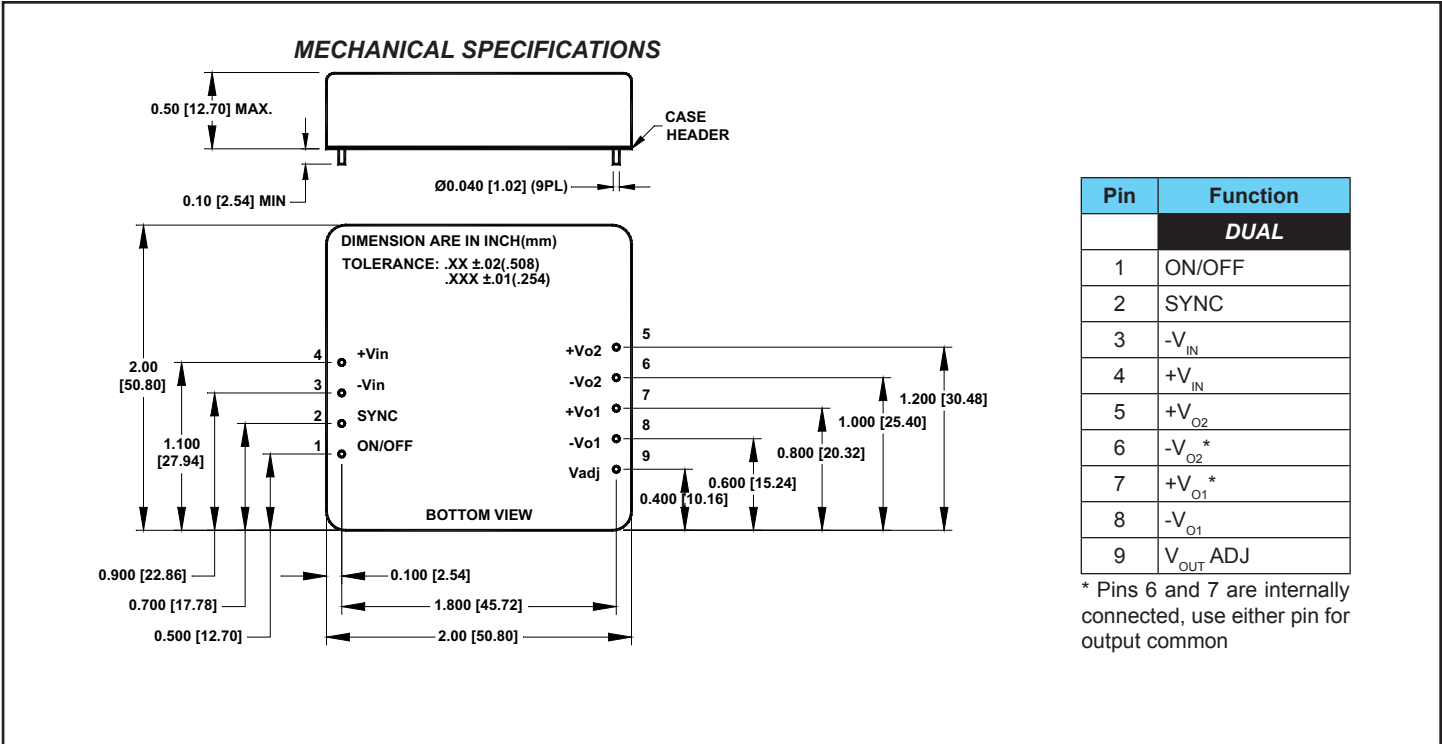 MECHANICAL SPECIFICATIONS
0.50 [12.70] MAX.
CASE
HEADER
Ø0.040 [1.02] (9PL)
0.10 [2.54] MIN
DIMENSION ARE IN INCH(mm)
TOLERANCE: .XX ±.02(.508)
.XXX ±.01(.254)
2.00
[50.80]
1.100
[27.94]
4 +Vin
3 -Vin
2 SYNC
1 ON/OFF
+Vo2 5
-Vo2 6
+Vo1 7
-Vo1 8
Vadj 9
1.200 [30.48]
1.000 [25.40]
0.800 [20.32]
0.600 [15.24]
0.400 [10.16]
BOTTOM VIEW
0.900 [22.86]
0.100 [2.54]
0.700 [17.78]
1.800 [45.72]
0.500 [12.70]
2.00 [50.80]
Pin Function
DUAL
1 ON/OFF
2 SYNC
3 -VIN
4 +VIN
5 +VO2
6 -VO2*
7 +VO1*
8 -VO1
9 VOUT ADJ
* Pins 6 and 7 are internally
connected, use either pin for
output common